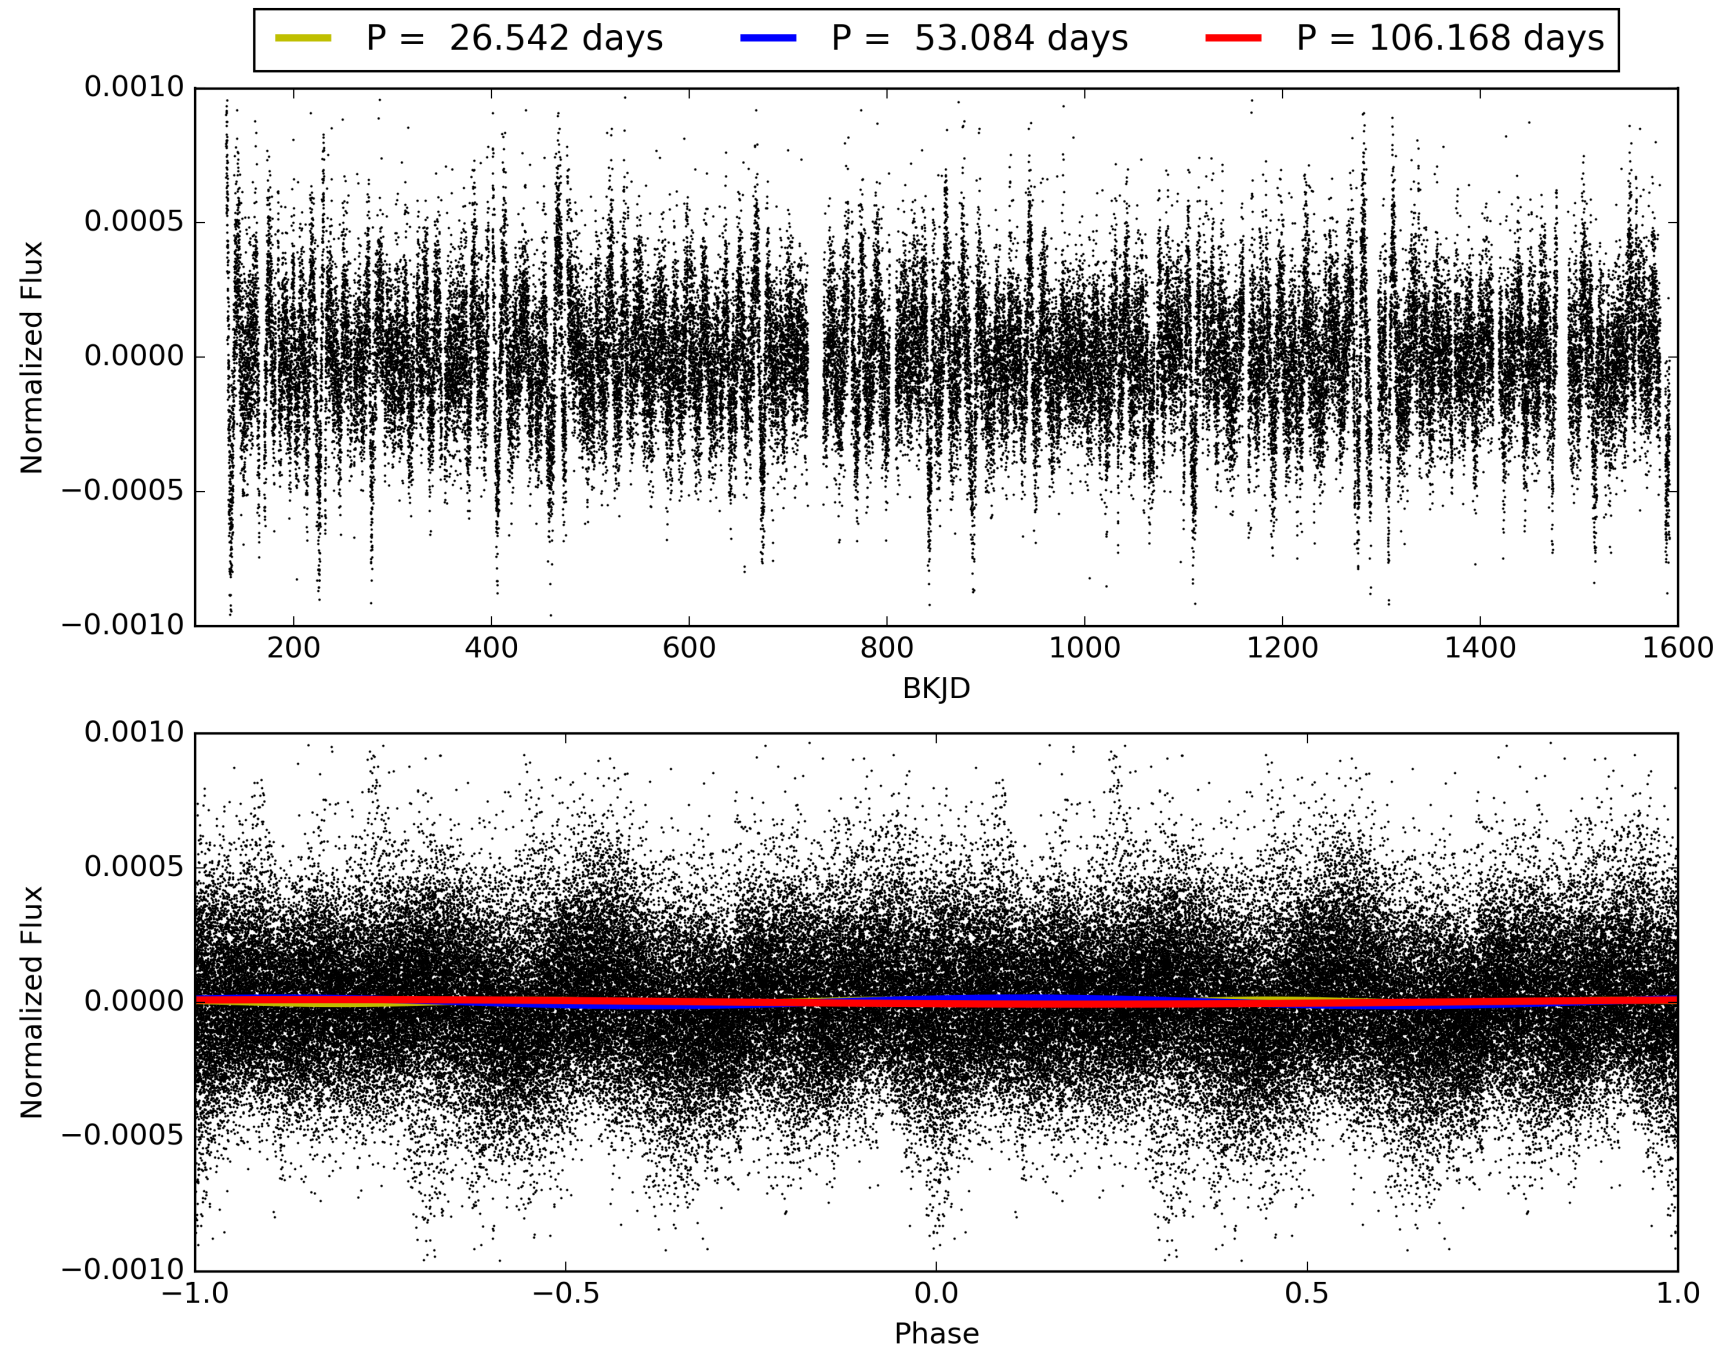 P = 26.542 days P = 53.084 days P = 106.168 days
0.0010
0.0005
0.0000
−0.0005
−0.0010
Normalized Flux
200 400 600 800 1000 1200 1400 1600
BKJD
0.0010
0.0005
0.0000
−0.0005
−0.0010
Normalized Flux
−1.0 −0.5 0.0 0.5 1.0
Phase